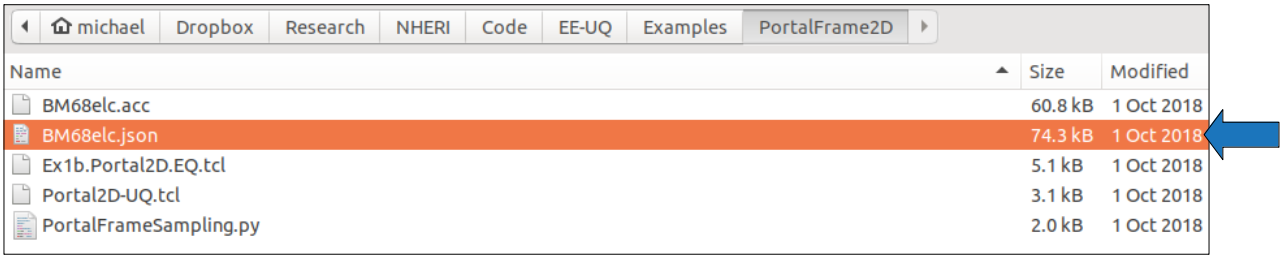 michael Dropbox Research NHERI Code EE-UQ Examples PortalFrame2D
Name Size Modified
BM68elc.acc 60.8 kB 1 Oct 2018
BM68elc.json 74.3 kB 1 Oct 2018
Ex1b.Portal2D.EQ.tcl 5.1 kB 1 Oct 2018
Portal2D-UQ.tcl 3.1 kB 1 Oct 2018
PortalFrameSampling.py 2.0 kB 1 Oct 2018